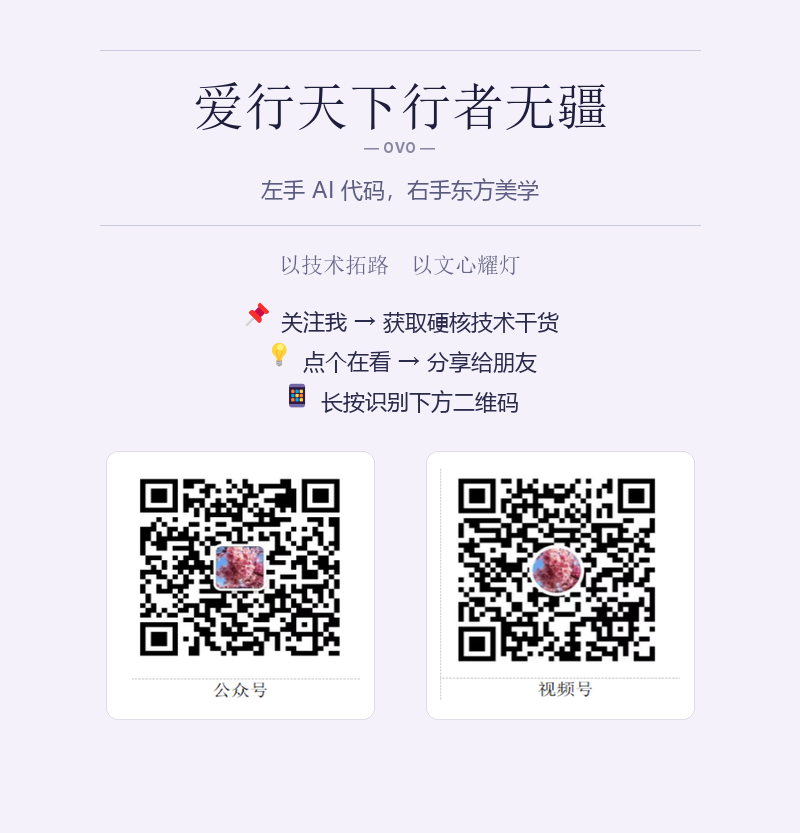 爱行天下行者无疆
— OVO —
左手 AI 代码，右手东方美学
以技术拓路　以文心耀灯
📌 关注我 → 获取硬核技术干货
💡 点个在看 → 分享给朋友
📱 长按识别下方二维码
公众号
视频号